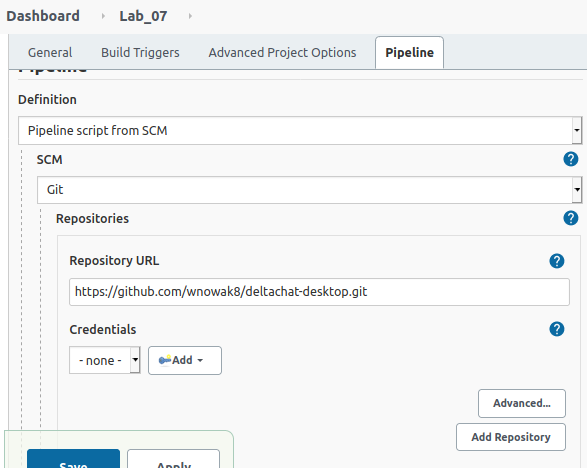 Dashboard Lab_07
General Build Triggers Advanced Project Options Pipeline
Pipeline
Definition
Pipeline script from SCM
SCM ?
Git
Repositories ?
Repository URL ?
https://github.com/wnowak8/deltachat-desktop.git
Credentials ?
- none - Add
Advanced...
Add Repository
Save Apply